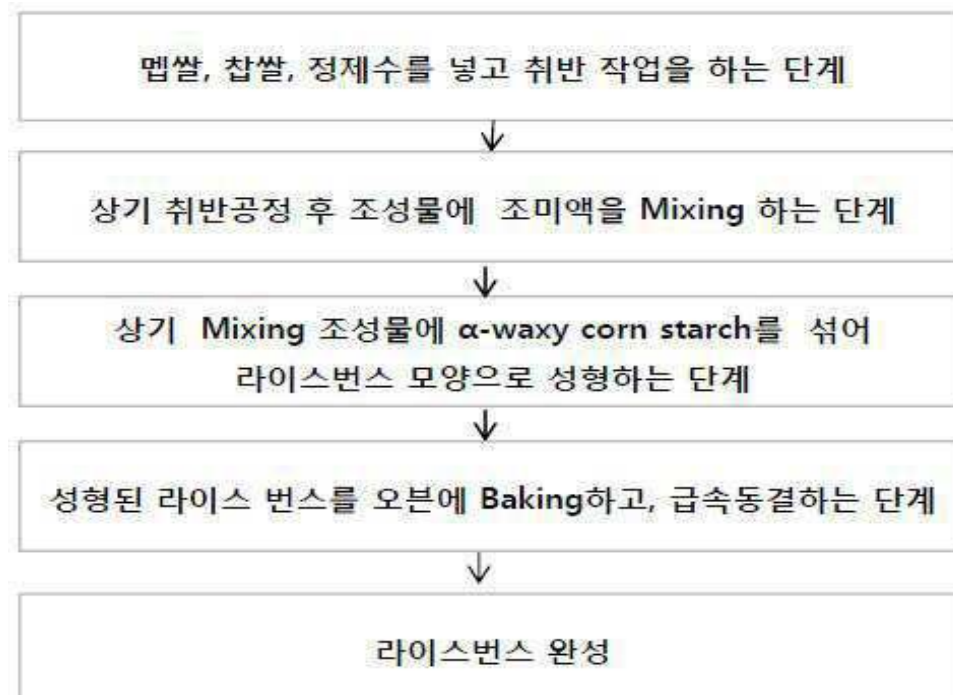 멥쌀, 찹쌀, 정제수를 넣고 취반 작업을 하는 단계
상기 취반공정 후 조성물에 조미액을 Mixing 하는 단계
상기 Mixing 조성물에 α-waxy corn starch를 섞어
라이스번스 모양으로 성형하는 단계
성형된 라이스 번스를 오븐에 Baking하고, 급속동결하는 단계
라이스번스 완성